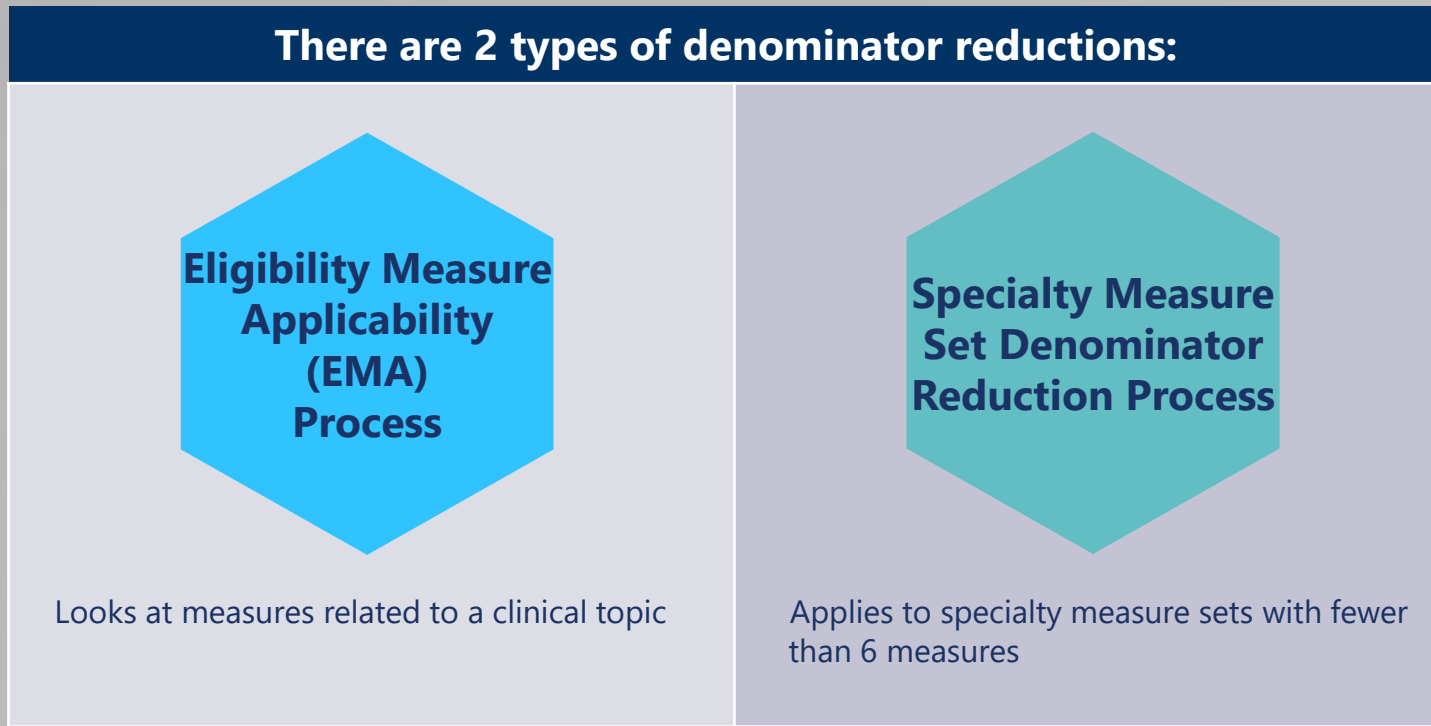 There are 2 types of denominator reductions:
Eligibility Measure
Applicability
(EMA)
Process
Looks at measures related to a clinical topic
Specialty Measure
Set Denominator
Reduction Process
Applies to specialty measure sets with fewer
than 6 measures